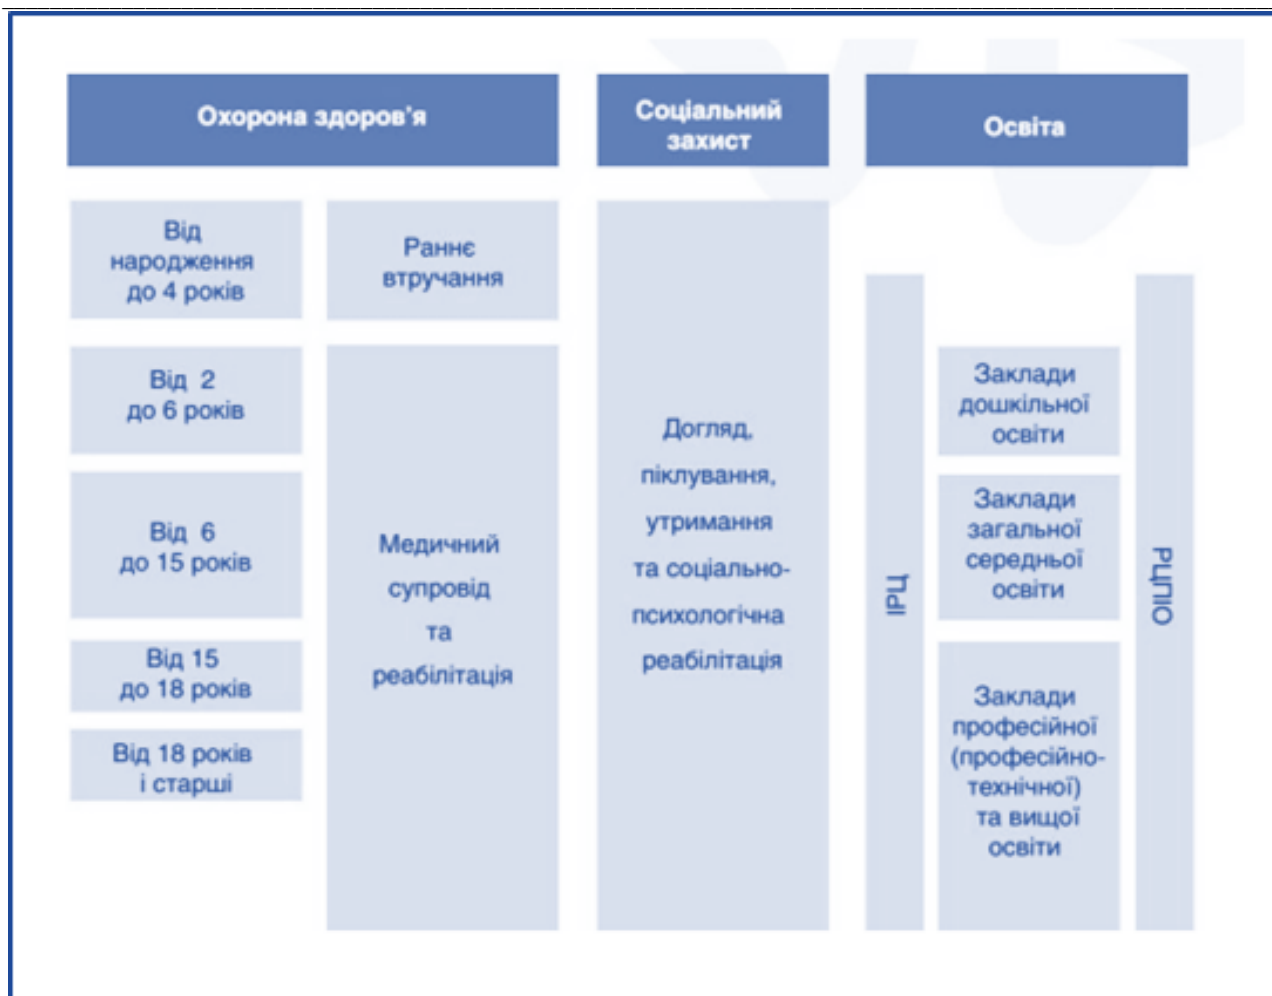 Охорона здоров'я
Соціальний
захист
Освіта
Від
народження
до 4 років
Раннє
втручання
Від 2
до 6 років
Від 6
до 15 років
Від 15
до 18 років
Від 18 років
і старші
Медичний
супровід
та
реабілітація
Догляд,
піклування,
утримання
та соціально-
психологічна
реабілітація
ІРЦ
Заклади
дошкільної
освіти
Заклади
загальної
середньої
освіти
Заклади
професійної
(професійно-
технічної)
та вищої
освіти
РЦПІО